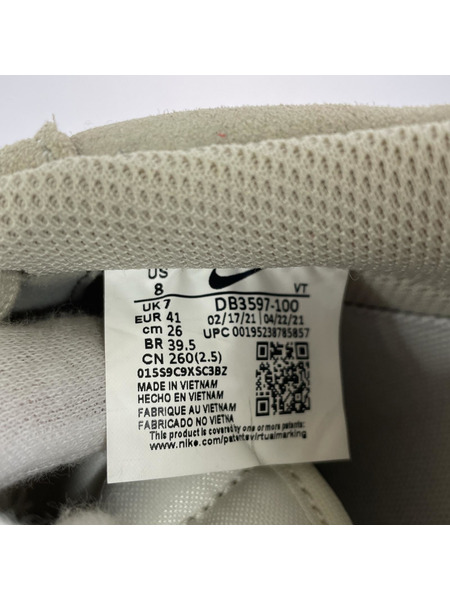 US
8
VT
UK 7
DB3597-100
EUR 41
02/17/21
04/22/21
cm 26
UPC 00195238785857
BR 39.5
CN 260(2.5)
015S9C9XSC3BZ
MADE IN VIETNAM
HECHO EN VIETNAM
FABRIQUE AU VIETNAM
FABRICADO NO VIETNAM
This product is covered by one or more patents:
www.nike.com/patentsvirtualmarking